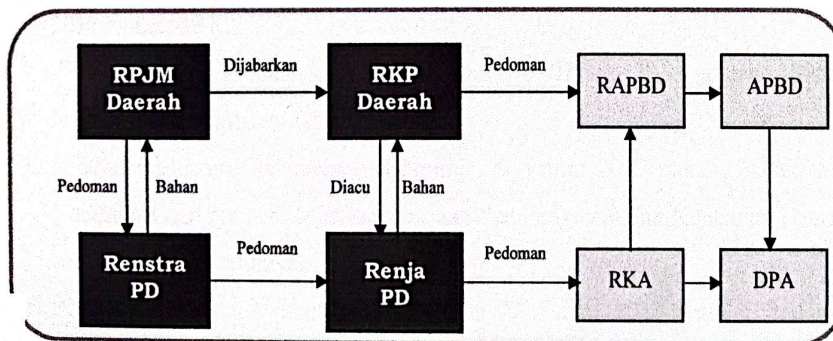 RPJM
Daerah
Dijabarkan
RKP
Daerah
Pedoman
RAPBD
APBD
Pedoman
Bahan
Diacu
Bahan
Renstra
PD
Pedoman
Renja
PD
Pedoman
RKA
DPA